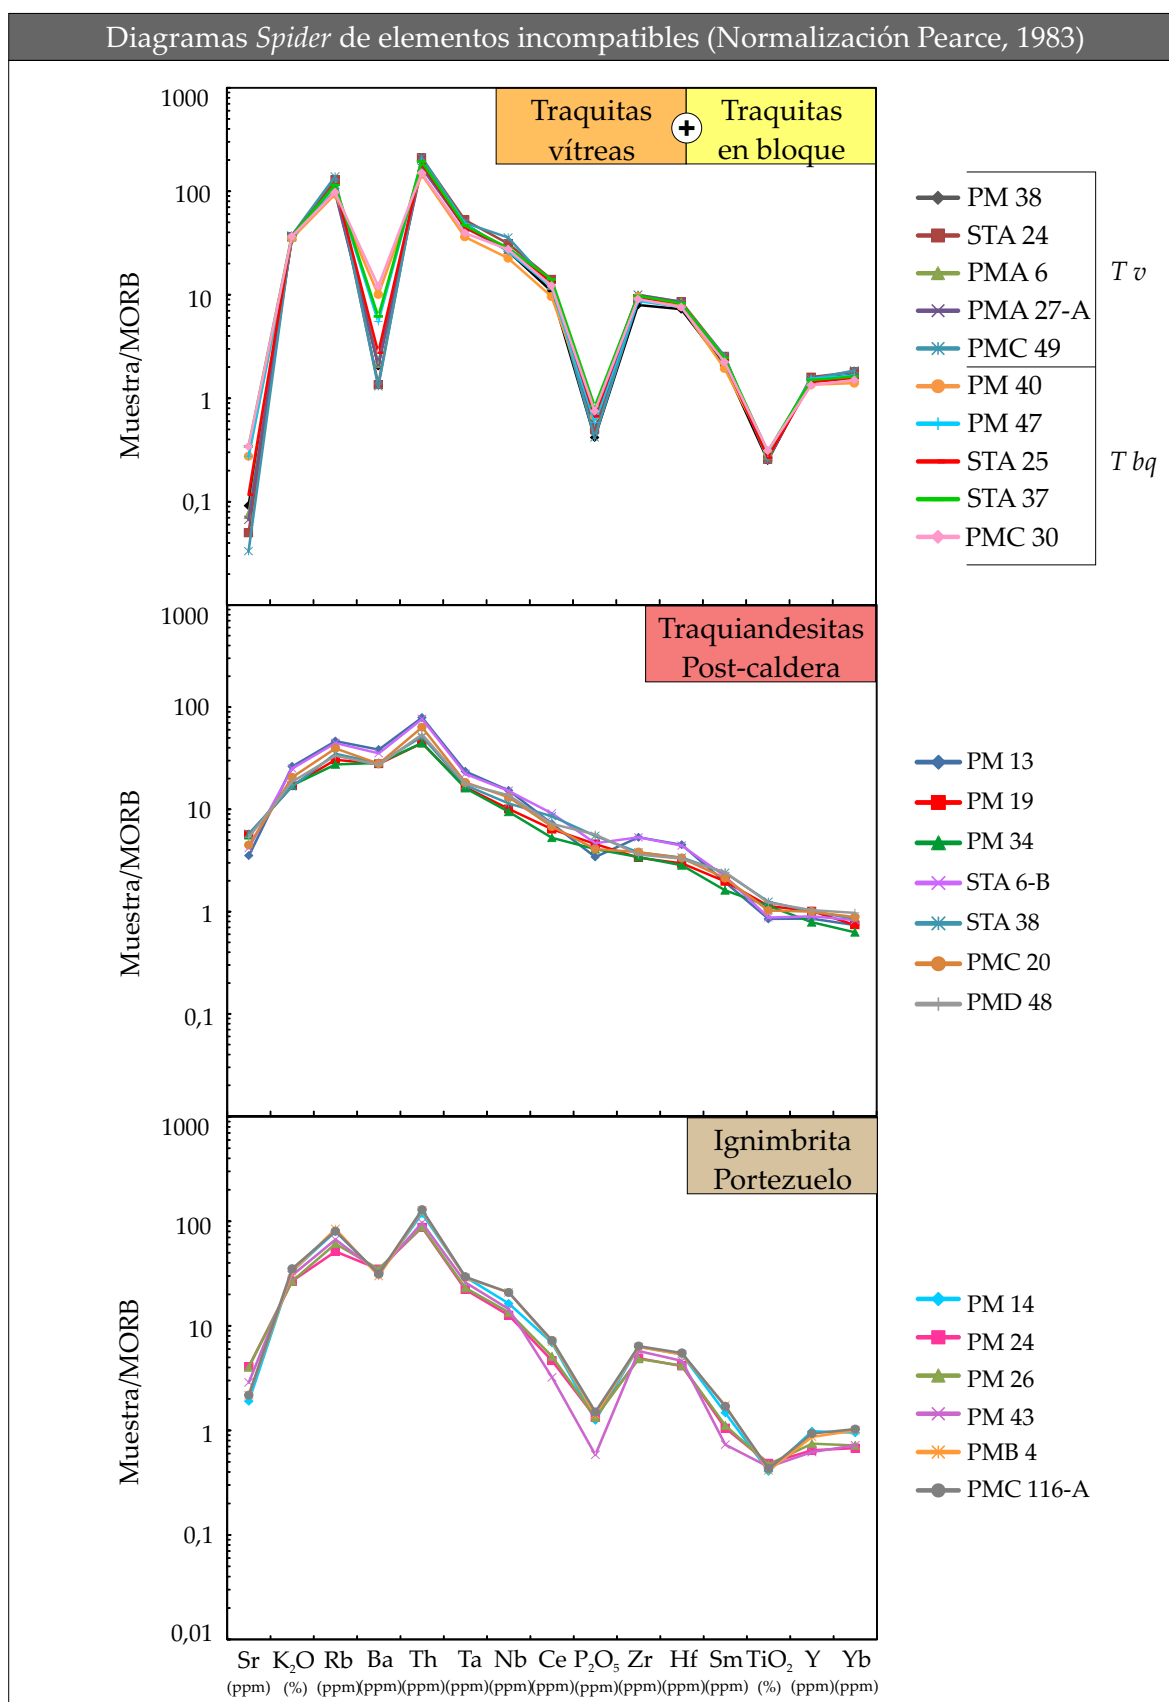 Diagramas Spider de elementos incompatibles (Normalización Pearce, 1983)
Traquitas vítreas
+
Traquitas en bloque
1000
100
10
1
0,1
Muestra/MORB
PM 38
STA 24
PMA 6
PMA 27-A
PMC 49
T v
PM 40
PM 47
STA 25
STA 37
PMC 30
T bq
Traquiandesitas
Post-caldera
1000
100
10
1
0,1
Muestra/MORB
PM 13
PM 19
PM 34
STA 6-B
STA 38
PMC 20
PMD 48
Ignimbrita
Portezuelo
1000
100
10
1
0,1
0,01
Muestra/MORB
PM 14
PM 24
PM 26
PM 43
PMB 4
PMC 116-A
Sr K₂O Rb Ba Th Ta Nb Ce P₂O₅ Zr Hf Sm TiO₂ Y Yb
(ppm) (%) (ppm) (ppm) (ppm) (ppm) (ppm) (ppm) (ppm) (ppm) (ppm) (ppm) (%) (ppm) (ppm)